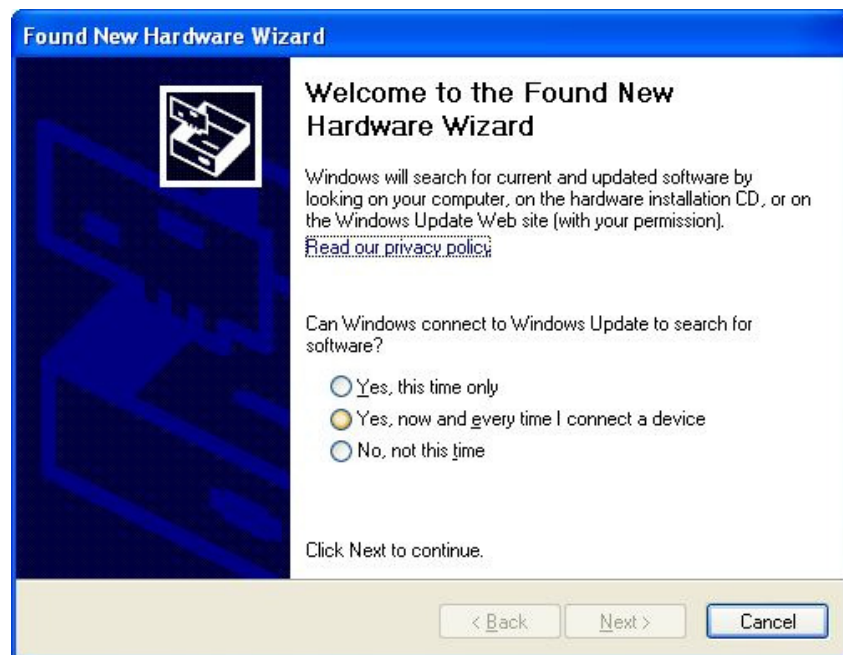 Found New Hardware Wizard
Welcome to the Found New
Hardware Wizard
Windows will search for current and updated software by
looking on your computer, on the hardware installation CD, or on
the Windows Update Web site (with your permission).
Read our privacy policy
Can Windows connect to Windows Update to search for
software?
Yes, this time only
Yes, now and every time I connect a device
No, not this time
Click Next to continue.
< Back Next > Cancel